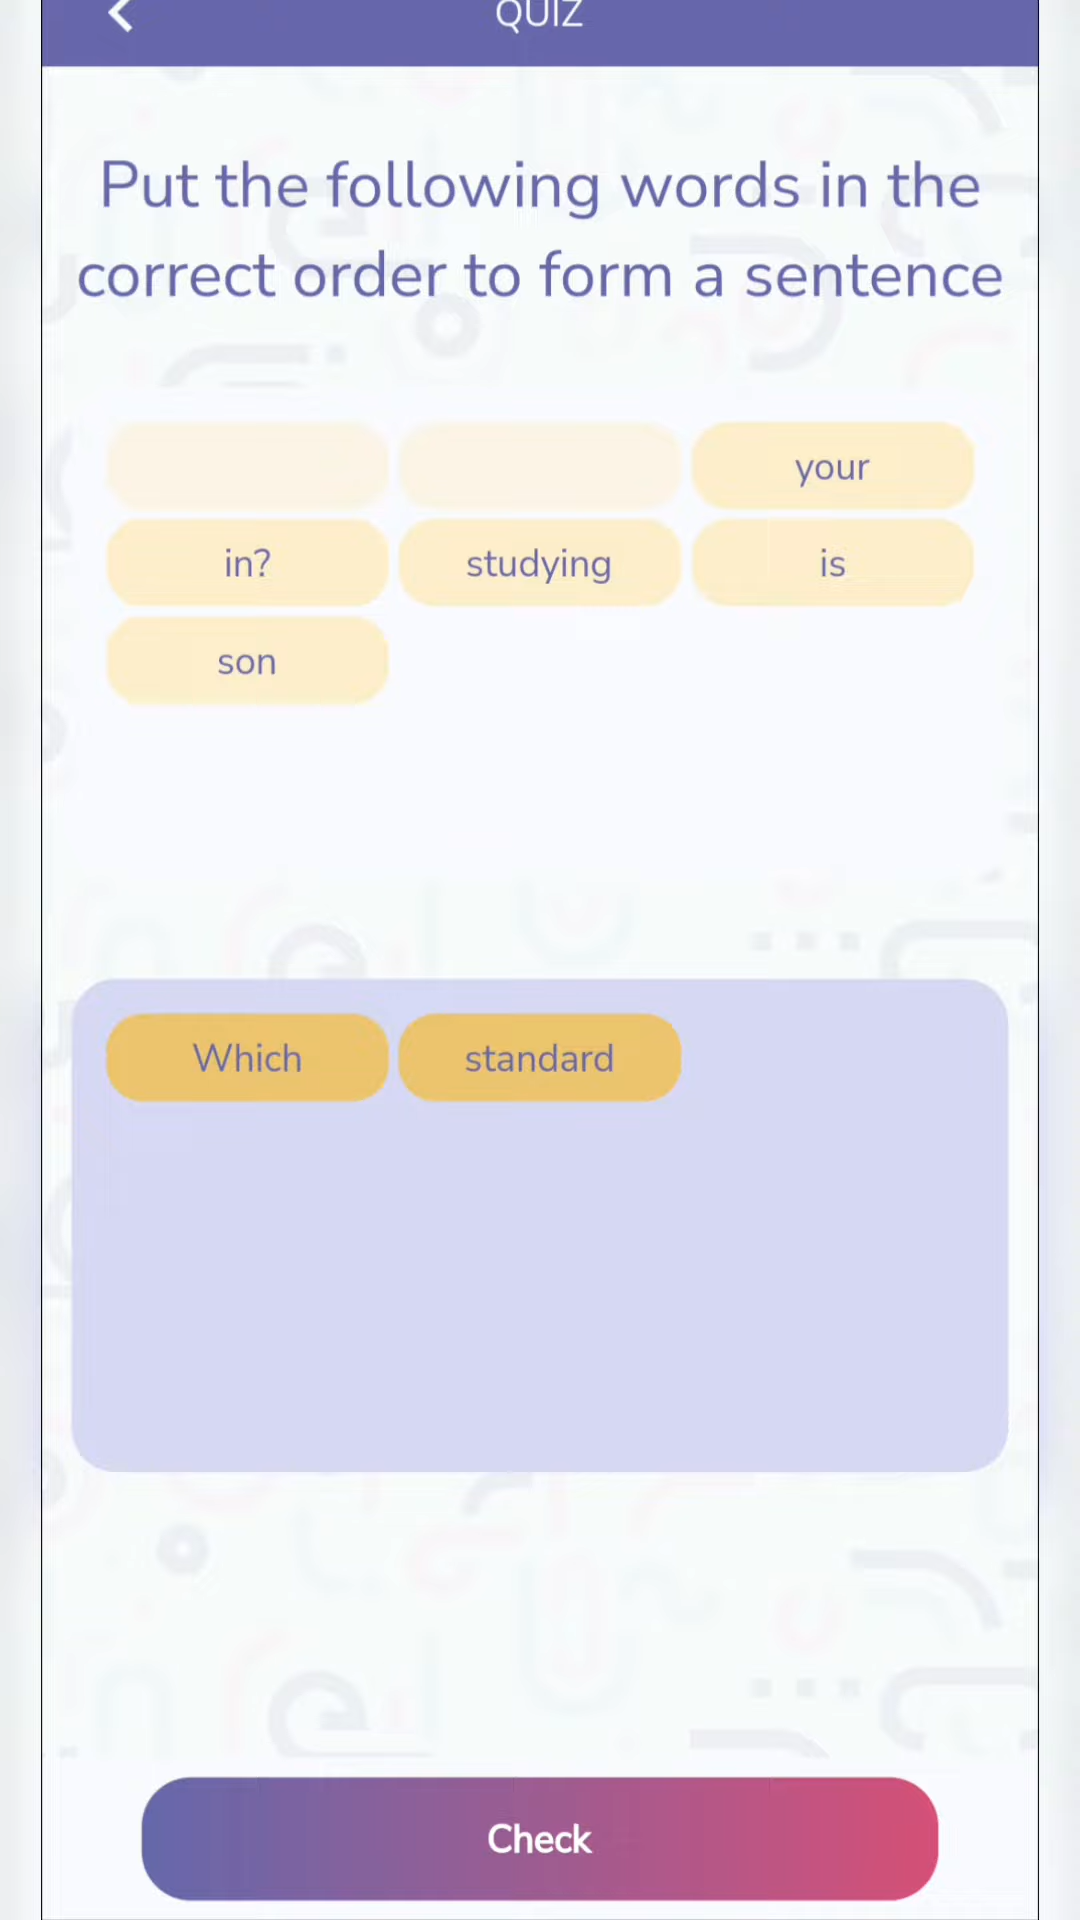 QUIZ
Put the following words in the
correct order to form a sentence
your
in? studying is
son
Which standard
Check